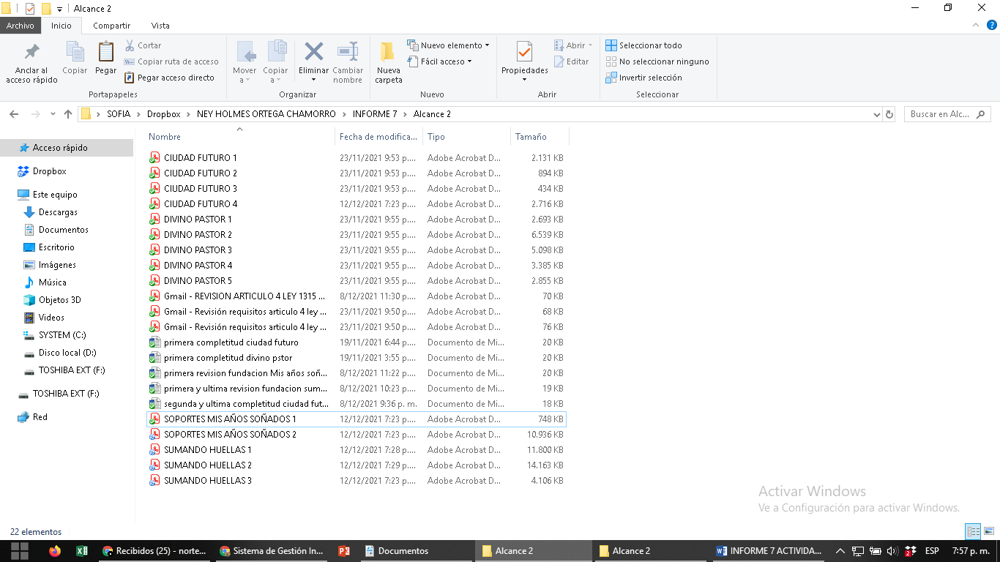 Alcance 2
Archivo Inicio Compartir Vista
Anclar al acceso rápido
Copiar
Pegar
Cortar
Copiar ruta de acceso
Pegar acceso directo
Portapapeles
Mover a
Copiar a
Eliminar
Cambiar nombre
Organizar
Nueva carpeta
Nuevo elemento
Fácil acceso
Nuevo
Propiedades
Abrir
Editar
Abrir
Seleccionar todo
No seleccionar ninguno
Invertir selección
Seleccionar
SOFIA > Dropbox > NEY HOLMES ORTEGA CHAMORRO > INFORME 7 > Alcance 2
Buscar en Alc...
Acceso rápido
Dropbox
Este equipo
Descargas
Documentos
Escritorio
Imágenes
Música
Objetos 3D
Videos
SYSTEM (C:)
Disco local (D:)
TOSHIBA EXT (F:)
TOSHIBA EXT (F:)
Red
Nombre Fecha de modifica... Tipo Tamaño
CIUDAD FUTURO 1 23/11/2021 9:53 p.... Adobe Acrobat D... 2.131 KB
CIUDAD FUTURO 2 23/11/2021 9:53 p.... Adobe Acrobat D... 894 KB
CIUDAD FUTURO 3 23/11/2021 9:53 p.... Adobe Acrobat D... 434 KB
CIUDAD FUTURO 4 12/12/2021 7:23 p.... Adobe Acrobat D... 2.716 KB
DIVINO PASTOR 1 23/11/2021 9:55 p.... Adobe Acrobat D... 2.693 KB
DIVINO PASTOR 2 23/11/2021 9:55 p.... Adobe Acrobat D... 6.539 KB
DIVINO PASTOR 3 23/11/2021 9:55 p.... Adobe Acrobat D... 5.098 KB
DIVINO PASTOR 4 23/11/2021 9:55 p.... Adobe Acrobat D... 3.385 KB
DIVINO PASTOR 5 23/11/2021 9:55 p.... Adobe Acrobat D... 2.855 KB
Gmail - REVISION ARTICULO 4 LEY 1315 ... 8/12/2021 11:30 p.... Adobe Acrobat D... 70 KB
Gmail - Revisión requisitos articulo 4 ley ... 23/11/2021 9:50 p.... Adobe Acrobat D... 68 KB
Gmail - Revisión requisitos articulo 4 ley ... 23/11/2021 9:50 p.... Adobe Acrobat D... 76 KB
primera completitud ciudad futuro 19/11/2021 6:44 p.... Documento de Mi... 20 KB
primera completitud divino pstor 19/11/2021 3:55 p.... Documento de Mi... 20 KB
primera revision fundacion Mis años soñ... 8/12/2021 11:22 p.... Documento de Mi... 20 KB
primera y ultima revision fundacion sum... 8/12/2021 10:23 p.... Documento de Mi... 19 KB
segunda y ultima completitud ciudad fut... 8/12/2021 9:36 p. m. Documento de Mi... 18 KB
SOPORTES MIS AÑOS SOÑADOS 1 12/12/2021 7:23 p.... Adobe Acrobat D... 748 KB
SOPORTES MIS AÑOS SOÑADOS 2 12/12/2021 7:23 p.... Adobe Acrobat D... 10.936 KB
SUMANDO HUELLAS 1 12/12/2021 7:28 p.... Adobe Acrobat D... 11.800 KB
SUMANDO HUELLAS 2 12/12/2021 7:29 p.... Adobe Acrobat D... 14.163 KB
SUMANDO HUELLAS 3 12/12/2021 7:23 p.... Adobe Acrobat D... 4.106 KB
Activar Windows
Ve a Configuración para activar Windows.
22 elementos
Recibidos (25) - norte... Sistema de Gestión In... Documentos Alcance 2 Alcance 2 INFORME 7 ACTIVIDA... 2 ESP 7:57 p. m.